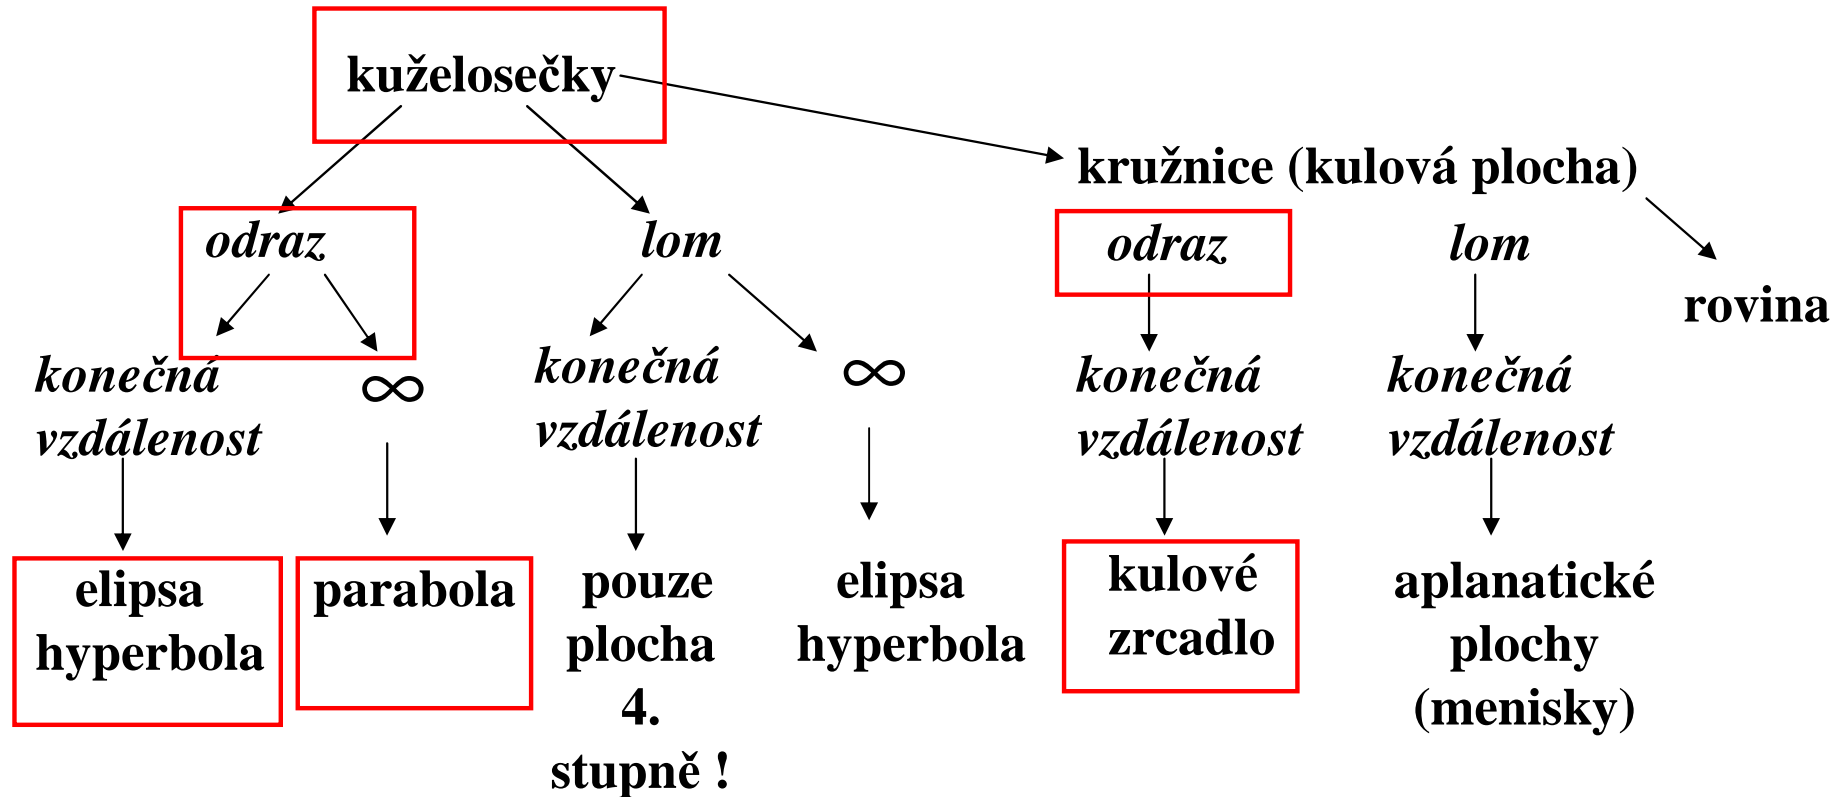 kuželosečky
kružnice (kulová plocha)
odraz
lom
odraz
lom
rovina
konečná
vzdálenost
∞
konečná
vzdálenost
∞
konečná
vzdálenost
konečná
vzdálenost
elipsa
hyperbola
parabola
pouze
plocha
4.
stupně !
elipsa
hyperbola
kulové
zrcadlo
aplanatické
plochy
(menisky)